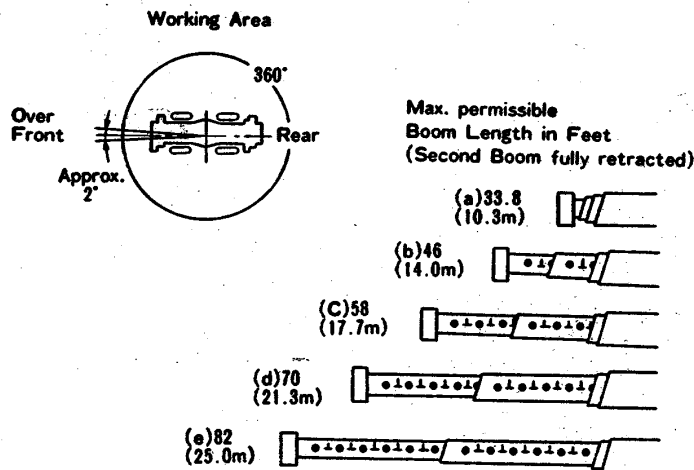 Working Area
360°
Over
Front
Rear
Approx.
2°
Max. permissible
Boom Length in Feet
(Second Boom fully retracted)
(a)33.8
(10.3m)
(b)46
(14.0m)
(C)58
(17.7m)
(d)70
(21.3m)
(e)82
(25.0m)